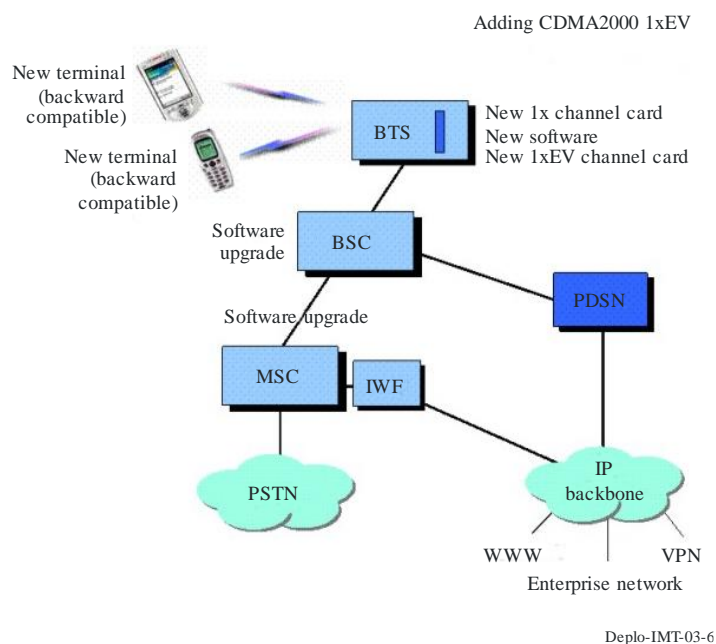 Adding CDMA2000 1xEV
New terminal
(backward
compatible)
New terminal
(backward
compatible)
BTS
New 1x channel card
New software
New 1xEV channel card
Software
upgrade
BSC
PDSN
Software upgrade
MSC
IWF
PSTN
IP
backbone
WWW
VPN
Enterprise network
Deplo-IMT-03-6